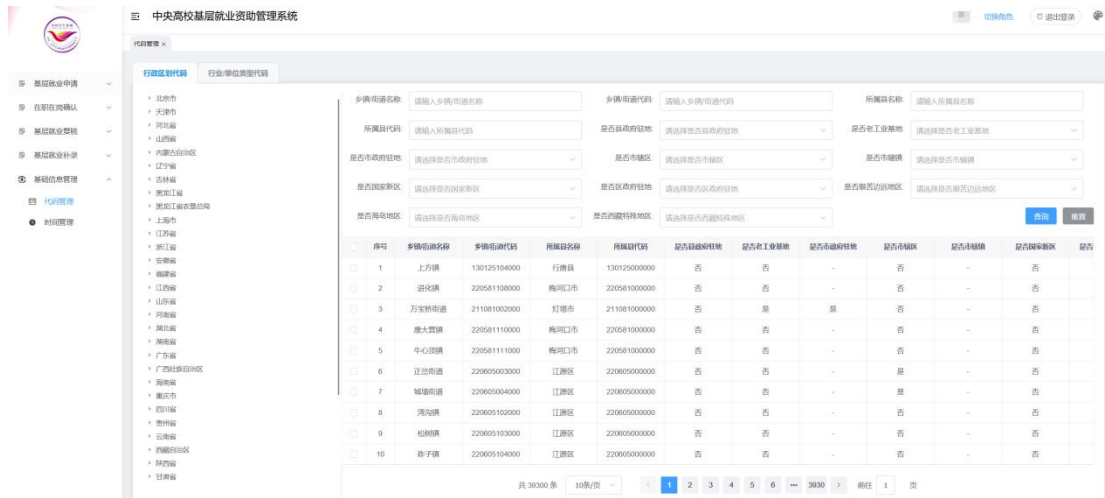 中央高校基层就业资助管理系统
切换角色
退出登录
代码管理 ×
基层就业申请
在职在岗确认
基层就业复核
基层就业补录
基础信息管理
代码管理
时间管理
行政区划代码 行业/单位类型代码
北京市
天津市
河北省
山西省
内蒙古自治区
辽宁省
吉林省
黑龙江省
黑龙江省农垦总局
上海市
江苏省
浙江省
安徽省
福建省
江西省
山东省
河南省
湖北省
湖南省
广东省
广西壮族自治区
海南省
重庆市
四川省
贵州省
云南省
西藏自治区
陕西省
甘肃省
乡镇/街道名称 请输入乡镇/街道名称 乡镇/街道代码 请输入乡镇/街道代码 所属县名称 请输入所属县名称
所属县代码 请输入所属县代码 是否县政府驻地 请选择是否县政府驻地 是否老工业基地 请选择是否老工业基地
是否市政府驻地 请选择是否市政府驻地 是否市辖区 请选择是否市辖区 是否市辖镇 请选择是否市辖镇
是否国家新区 请选择是否国家新区 是否区政府驻地 请选择是否区政府驻地 是否艰苦边远地区 请选择是否艰苦边远地区
是否海岛地区 请选择是否海岛地区 是否西藏特殊地区 请选择是否西藏特殊地区 查询 重置
序号 乡镇/街道名称 乡镇/街道代码 所属县名称 所属县代码 是否县政府驻地 是否老工业基地 是否市政府驻地 是否市辖区 是否市辖镇 是否国家新区 是否
1 上方镇 130125104000 行唐县 130125000000 否 否 - 否 - 否
2 进化镇 220581108000 梅河口市 220581000000 否 否 - 否 - 否
3 万宝桥街道 211081002000 灯塔市 211081000000 否 是 是 否 - 否
4 康大营镇 220581110000 梅河口市 220581000000 否 否 - 否 - 否
5 牛心顶镇 220581111000 梅河口市 220581000000 否 否 - 否 - 否
6 正岔街道 220605003000 江源区 220605000000 否 否 - 是 - 否
7 城墙街道 220605004000 江源区 220605000000 否 否 - 是 - 否
8 湾沟镇 220605102000 江源区 220605000000 否 否 - 否 - 否
9 松树镇 220605103000 江源区 220605000000 否 否 - 否 - 否
10 砟子镇 220605104000 江源区 220605000000 否 否 - 否 - 否
共 39300 条 10条/页 1 2 3 4 5 6 ··· 3930 前往 1 页